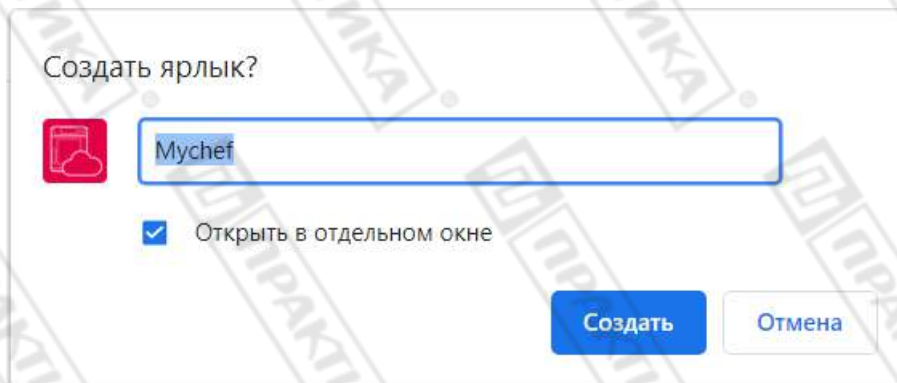 Создать ярлык?
Mychef
Открыть в отдельном окне
Создать Отмена